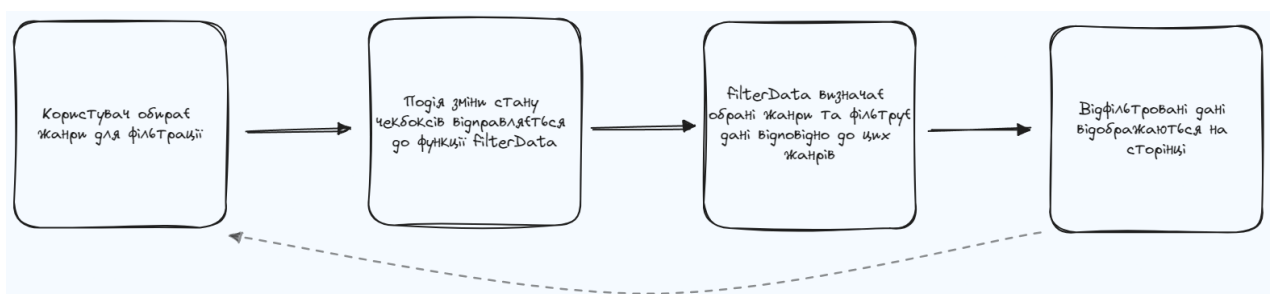 Користувач обирає
жанри для фільтрації
Подія зміни стану
чекбоксів відправляється
до функції filterData
filterData визначає
обрані жанри та фільтрує
дані відповідно до цих
жанрів
Відфільтровані дані
відображаються на
сторінці